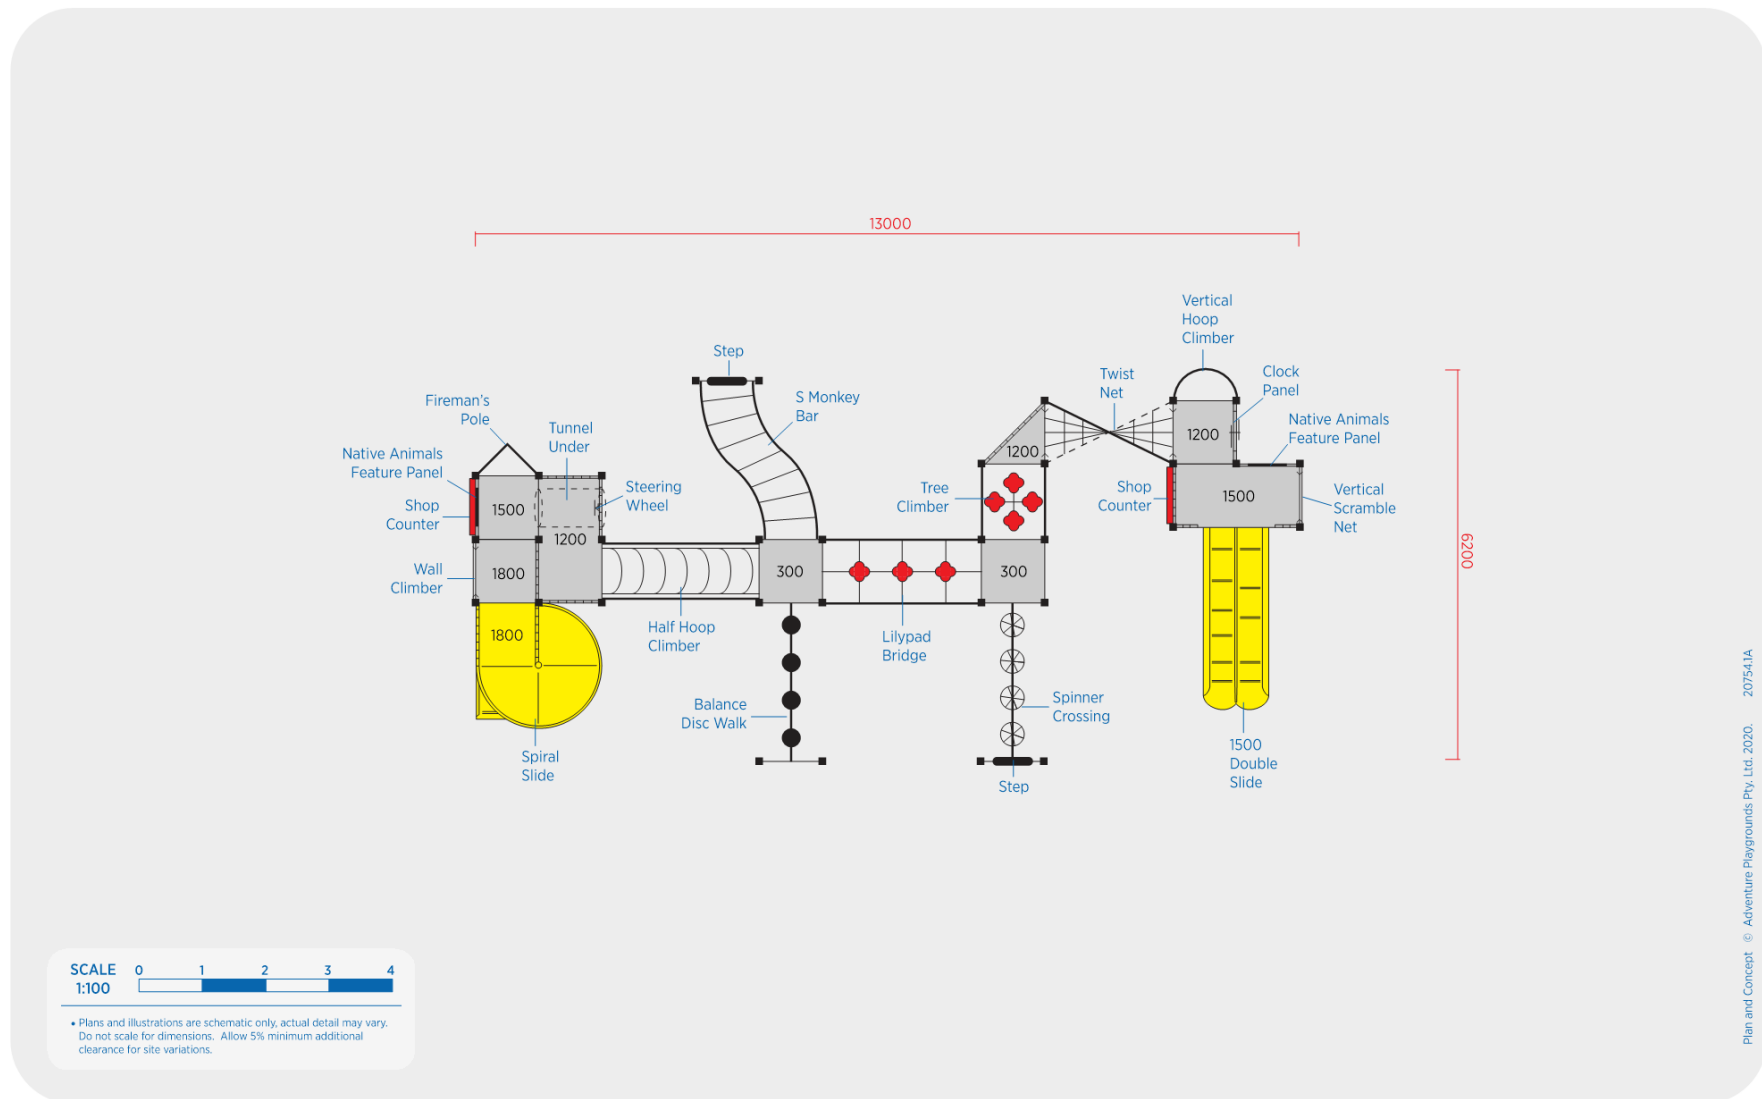 13000
Vertical
Hoop
Climber
Step
Twist
Net
Clock
Panel
S Monkey
Bar
Fireman's
Pole
Native Animals
Feature Panel
Tunnel
Under
1200
1200
Native Animals
Feature Panel
Steering
Wheel
Tree
Climber
Shop
Counter
Vertical
Scramble
Net
Shop
Counter
1500
1500
1200
6200
Wall
Climber
1800
300
300
Half Hoop
Climber
Lilypad
Bridge
1800
Balance
Disc Walk
Spinner
Crossing
Spiral
Slide
1500
Double
Slide
Step
Plan and Concept © Adventure Playgrounds Pty. Ltd. 2020. 20754.1A
SCALE 0 1 2 3 4
1:100
• Plans and illustrations are schematic only, actual detail may vary.
Do not scale for dimensions. Allow 5% minimum additional
clearance for site variations.